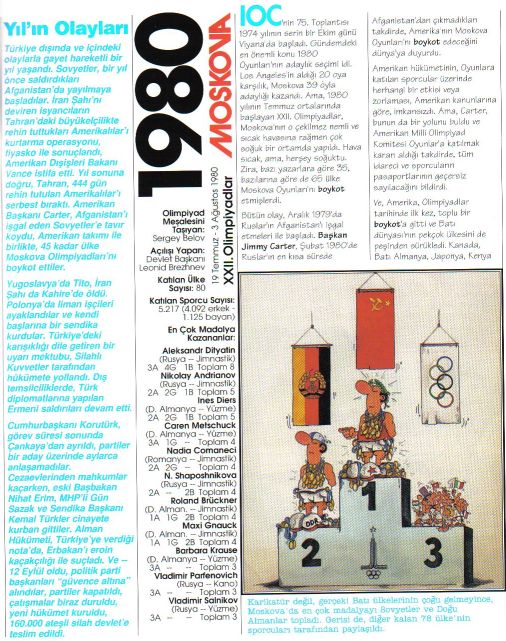 Yıl'ın Olayları
Türkiye dışında ve içindeki
olaylarla gayet hareketli bir
yıl yaşandı. Sovyetler, bir yıl
önce saldırdıkları
Afganistan'da yayılmaya
başladılar. İran Şahı'nı
deviren İsyancıların
Tahran'daki büyükelçilikte
rehin tuttukları Amerikalılar'ı
kurtarma operasyonu,
fiyasko ile sonuçlandı,
Amerikan Dışişleri Bakanı
Vance istifa etti. Yıl sonuna
doğru, Tahran, 444 gün
rehin tutulan Amerikalılar'ı
serbest bıraktı. Amerikan
Başkanı Carter, Afganistan'ı
işgal eden Sovyetler'e tavır
koydu, Amerikan takımı ile
birlikte, 45 kadar ülke
Moskova Olimpiyadları'nı
boykot ettiler.
Yugoslavya'da Tito, İran
Şahı da Kahire'de öldü.
Polonya'da liman işçileri
ayaklandılar ve kendi
başlarına bir sendika
kurdular. Türkiye'deki
karışıklığı dile getiren bir
uyarı mektubu, Silahlı
Kuvvetler tarafından
hükümete yollandı. Dış
temsilciliklerde, Türk
diplomatlarına yapılan
Ermeni saldırıları devam etti.
Cumhurbaşkanı Korutürk,
görev süresi sonunda
Çankaya'dan ayrıldı, partiler
bir aday üzerinde aylarca
anlaşamadılar.
Cezaevlerinden mahkumlar
kaçarken, eski Başbakan
Nihat Erim, MHP'li Gün
Sazak ve Sendika Başkanı
Kemal Türkler cinayete
kurban gittiler. Alman
Hükümeti, Türkiye'ye verdiği
nota'da, Erbakan'ı eroin
kaçakçılığı ile suçladı. Ve --
12 Eylül oldu, politik parti
başkanları "güvence altına"
alındılar, partiler kapatıldı,
çatışmalar biraz duruldu,
yeni hükümet kuruldu,
160.000 ateşli silah devlet'e
teslim edildi.
1980
MOSKOVA
XXII. Olimpiyadlar
19 Temmuz - 3 Ağustos 1980
Olimpiyad
Meşalesini
Taşıyan:
Sergey Belov
Açılışı Yapan:
Devlet Başkanı
Leonid Brezhnev
Katılan Ülke
Sayısı: 80
Katılan Sporcu Sayısı:
5.217 (4.092 erkek -
1.125 bayan)
En Çok Madalya
Kazananlar:
Aleksandr Dityatin
(Rusya -- Jimnastik)
3A 4G 1B Toplam 8
Nikolay Andrianov
(Rusya -- Jimnastik)
2A 2G 1B Toplam 5
Ines Diers
(D. Almanya -- Yüzme)
2A 2G 1B Toplam 5
Caren Metschuck
(D. Almanya -- Yüzme)
3A 1G -- Toplam 4
Nadia Comaneci
(Romanya -- Jimnastik)
2A 2G -- Toplam 4
N. Shaposhnikova
(Rusya -- Jimnastik)
2A -- 2B Toplam 4
Roland Brückner
(D. Alman. -- Jimnastik)
1A 1G 2B Toplam 4
Maxi Gnauck
(D. Alman. -- Jimnastik)
1A 1G 2B Toplam 4
Barbara Krause
(D. Almanya -- Yüzme)
3A -- -- Toplam 3
Vladimir Parfenovich
(Rusya -- Kano)
3A -- -- Toplam 3
Vladimir Salnikov
(Rusya -- Yüzme)
3A -- -- Toplam 3
IOC'nin 75. Toplantısı
1974 yılının serin bir Ekim günü
Viyana'da başladı. Gündemdeki
en önemli konu 1980
Oyunları'nın adaylık seçimi idi.
Los Angeles'in aldığı 20 oya
karşılık, Moskova 39 oyla
adaylığı kazandı. Ama, 1980
yılının Temmuz ortalarında
başlayan XXII. Olimpiyadlar,
Moskova'nın o çekilmez nemli ve
sıcak havasına rağmen çok
soğuk bir ortamda yapıldı. Hava
sıcak, ama, herşey soğuktu.
Zira, bazı yazarlara göre 35,
bazılarına göre de 65 ülke
Moskova Oyunları'nı boykot
etmişlerdi.
Bütün olay, Aralık 1979'da
Ruslar'ın Afganistan'ı işgal
etmeleri ile başladı. Başkan
Jimmy Carter, Şubat 1980'de
Ruslar'ın en kısa sürede
Afganistan'dan çıkmadıkları
takdirde, Amerika'nın Moskova
Oyunları'nı boykot edeceğini
dünya'ya duyurdu.
Amerikan hükümetinin, Oyunlara
katılan sporcular üzerinde
herhangi bir etkisi veya
zorlaması, Amerikan kanunlarına
göre, imkansızdı. Ama, Carter,
bunun da bir yolunu buldu ve
Amerikan Milli Olimpiyad
Komitesi Oyunlar'a katılmak
kararı aldığı takdirde, tüm
idareci ve sporcuların
pasaportlarının geçersiz
sayılacağını bildirdi.
Ve, Amerika, Olimpiyadlar
tarihinde ilk kez, toplu bir
boykot'a gitti ve Batı
dünyası'nın pekçok ülkesini de
peşinden sürükledi. Kanada,
Batı Almanya, Japonya, Kenya
1
2
3
DDR
Karikatür değil, gerçek! Batı ülkelerinin çoğu gelmeyince,
Moskova'da en çok madalyayı Sovyetler ve Doğu
Almanlar topladı. Gerisi de, diğer kalan 78 ülke'nin
sporcuları tarafından paylaşıldı.